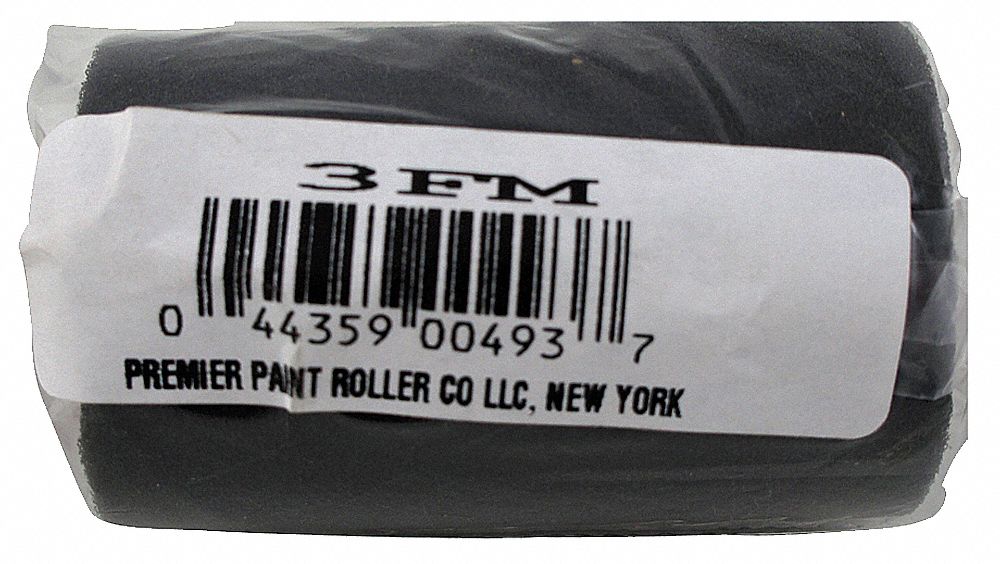 3FM
0 44359 00493 7
PREMIER PAINT ROLLER CO LLC, NEW YORK